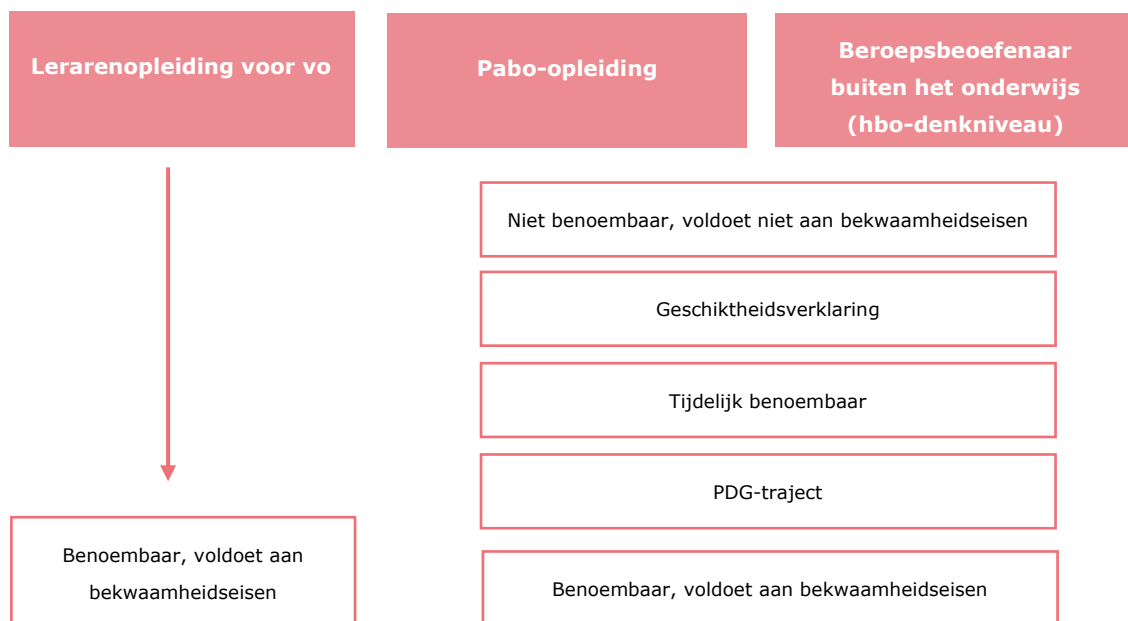 Lerarenopleiding voor vo
Pabo-opleiding
Beroepsbeoefenaar
buiten het onderwijs
(hbo-denkniveau)
Niet benoembaar, voldoet niet aan bekwaamheidseisen
Geschiktheidsverklaring
Tijdelijk benoembaar
PDG-traject
Benoembaar, voldoet aan
bekwaamheidseisen
Benoembaar, voldoet aan bekwaamheidseisen